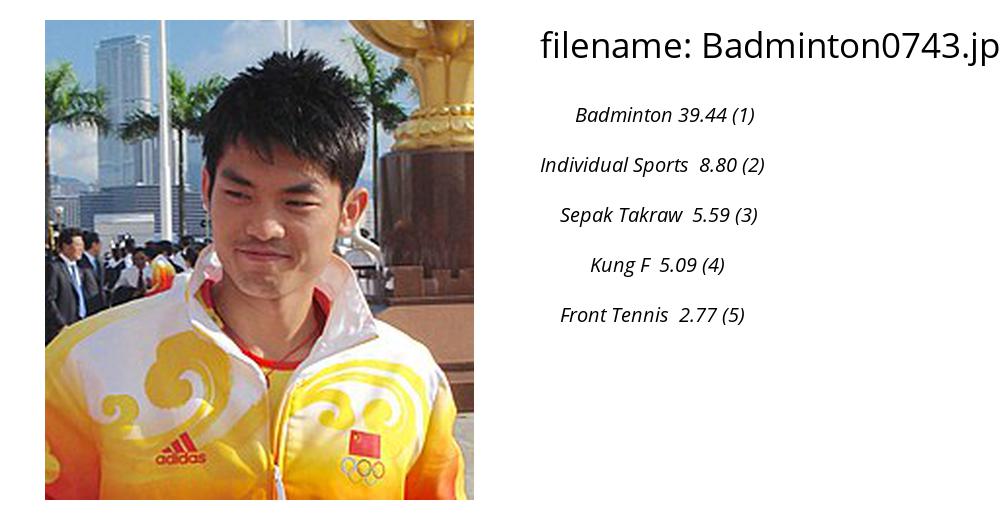 filename: Badminton0743.jp
Badminton 39.44 (1)
Individual Sports 8.80 (2)
Sepak Takraw 5.59 (3)
Kung F 5.09 (4)
Front Tennis 2.77 (5)
adidas